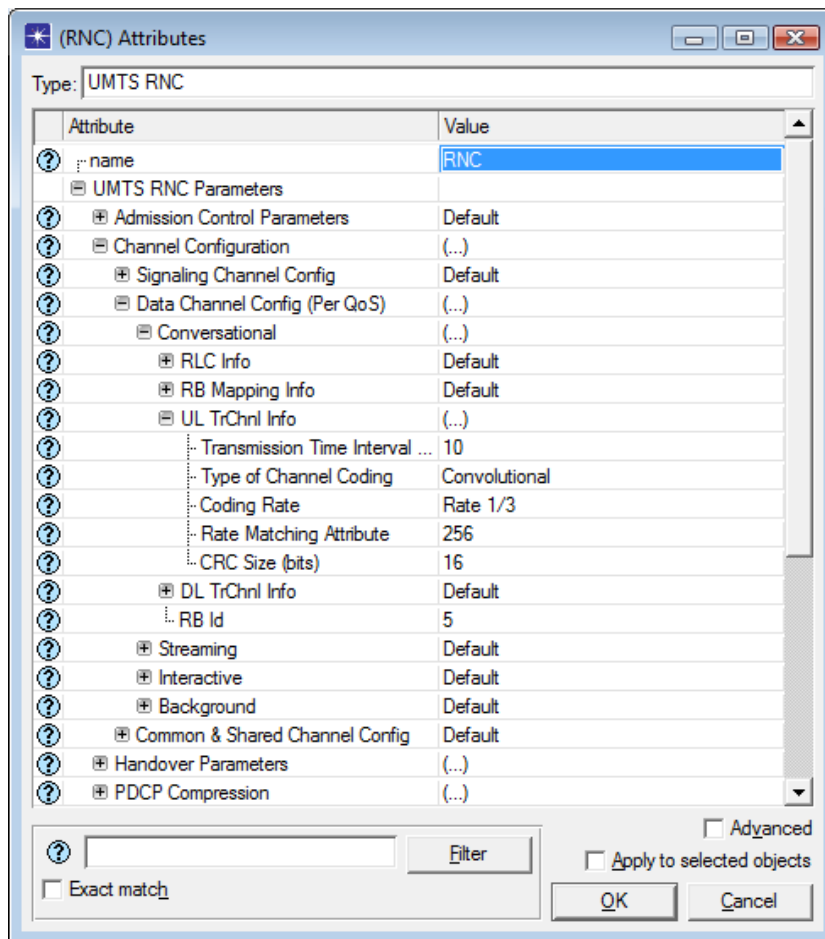 (RNC) Attributes
Type: UMTS RNC
Attribute Value
name RNC
UMTS RNC Parameters
Admission Control Parameters Default
Channel Configuration (...)
Signaling Channel Config Default
Data Channel Config (Per QoS) (...)
Conversational (...)
RLC Info Default
RB Mapping Info Default
UL TrChnl Info (...)
Transmission Time Interval ... 10
Type of Channel Coding Convolutional
Coding Rate Rate 1/3
Rate Matching Attribute 256
CRC Size (bits) 16
DL TrChnl Info Default
RB Id 5
Streaming Default
Interactive Default
Background Default
Common & Shared Channel Config Default
Handover Parameters (...)
PDCP Compression (...)
Advanced
Filter
Apply to selected objects
Exact match
OK Cancel